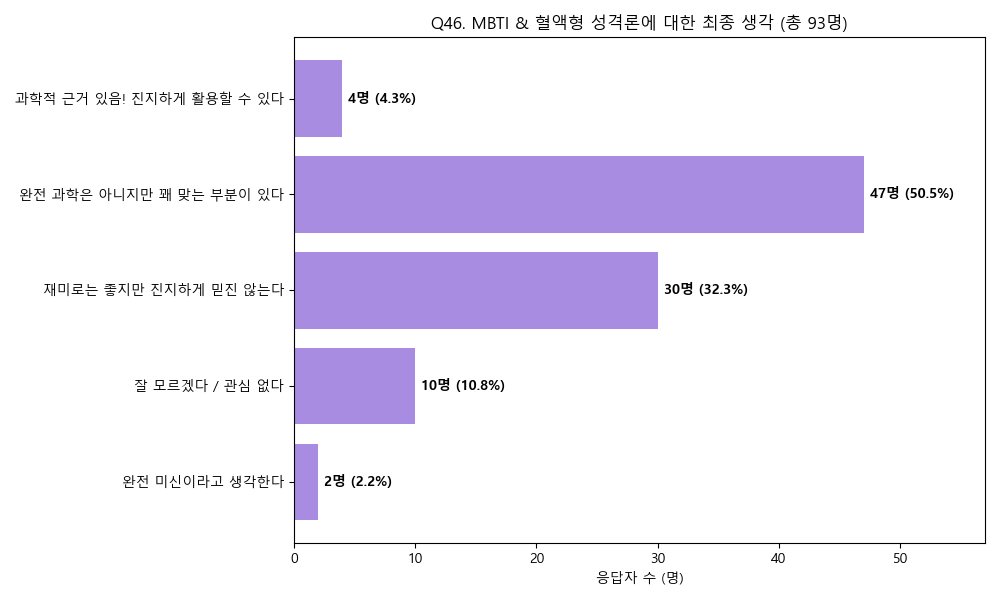 Q46. MBTI & 혈액형 성격론에 대한 최종 생각 (총 93명)
과학적 근거 있음! 진지하게 활용할 수 있다
4명 (4.3%)
완전 과학은 아니지만 꽤 맞는 부분이 있다
47명 (50.5%)
재미로는 좋지만 진지하게 믿진 않는다
30명 (32.3%)
잘 모르겠다 / 관심 없다
10명 (10.8%)
완전 미신이라고 생각한다
2명 (2.2%)
0 10 20 30 40 50
응답자 수 (명)